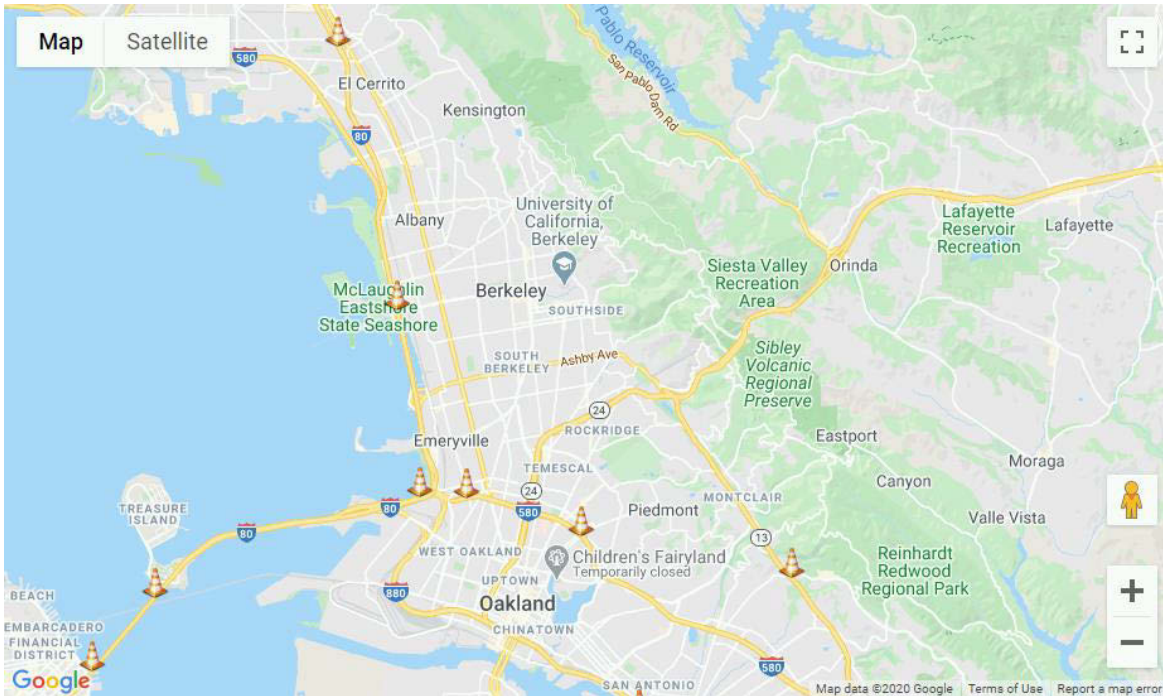 Map
Satellite
580
El Cerrito
Kensington
Pablo Reservoir
San Pablo Dam Rd
80
Albany
University of
California,
Berkeley
Lafayette
Reservoir
Recreation
Lafayette
Orinda
Siesta Valley
Recreation
Area
McLaughlin
Eastshore
State Seashore
Berkeley
SOUTHSIDE
SOUTH
BERKELEY
Ashby Ave
Sibley
Volcanic
Regional
Preserve
24
ROCKRIDGE
Emeryville
Eastport
TEMESCAL
Moraga
Canyon
24
MONTCLAIR
TREASURE
ISLAND
80
580
Piedmont
Valle Vista
80
13
WEST OAKLAND
Children's Fairyland
Temporarily closed
Reinhardt
Redwood
Regional Park
UPTOWN
880
BEACH
Oakland
EMBARCADERO
FINANCIAL
DISTRICT
CHINATOWN
580
Google
SAN ANTONIO
Map data ©2020 Google
Terms of Use
Report a map error